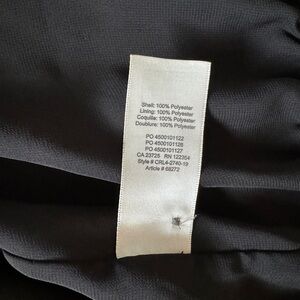 Shell: 100% Polyester
Lining: 100% Polyester
Coquille: 100% Polyester
Doublure: 100% Polyester
PO 4500101122
PO 4500101126
PO 4500101127
CA 23725 RN 122354
Style # CRL4-2740-19
Article # 68272